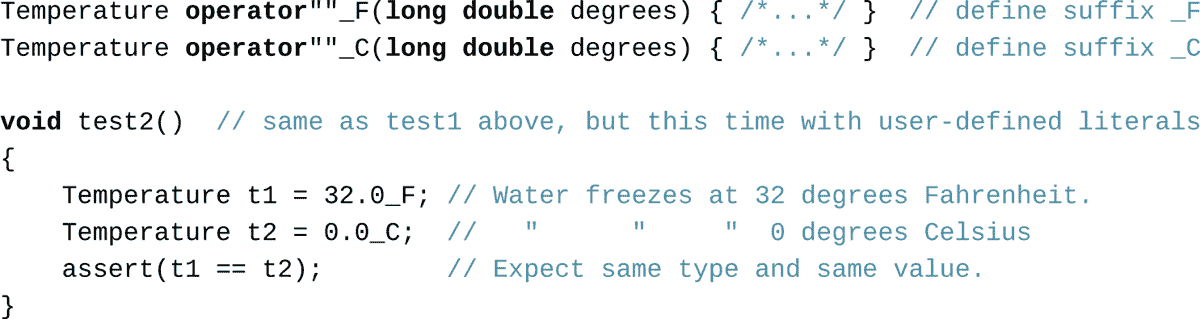 Temperature operator""_F(long double degrees) { /*...*/ }  // define suffix _F
Temperature operator""_C(long double degrees) { /*...*/ }  // define suffix _C

void test2()  // same as test1 above, but this time with user-defined literals
{
    Temperature t1 = 32.0_F; // Water freezes at 32 degrees Fahrenheit.
    Temperature t2 = 0.0_C;  //   "      "     "  0 degrees Celsius
    assert(t1 == t2);        // Expect same type and same value.
}